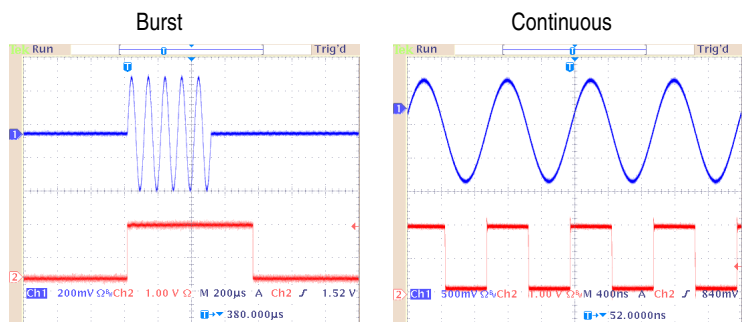 Burst
Run
T
Trig'd
T
1
2
Ch1 200mV Ω Ch2 1.00 V Ω M 200µs A Ch2 ƒ 1.52 V
T→▼ 380.000µs
Continuous
Run
T
Trig'd
T
1
2
Ch1 500mV Ω Ch2 1.00 V Ω M 400ns A Ch2 ƒ 840mV
T→▼ 52.0000ns